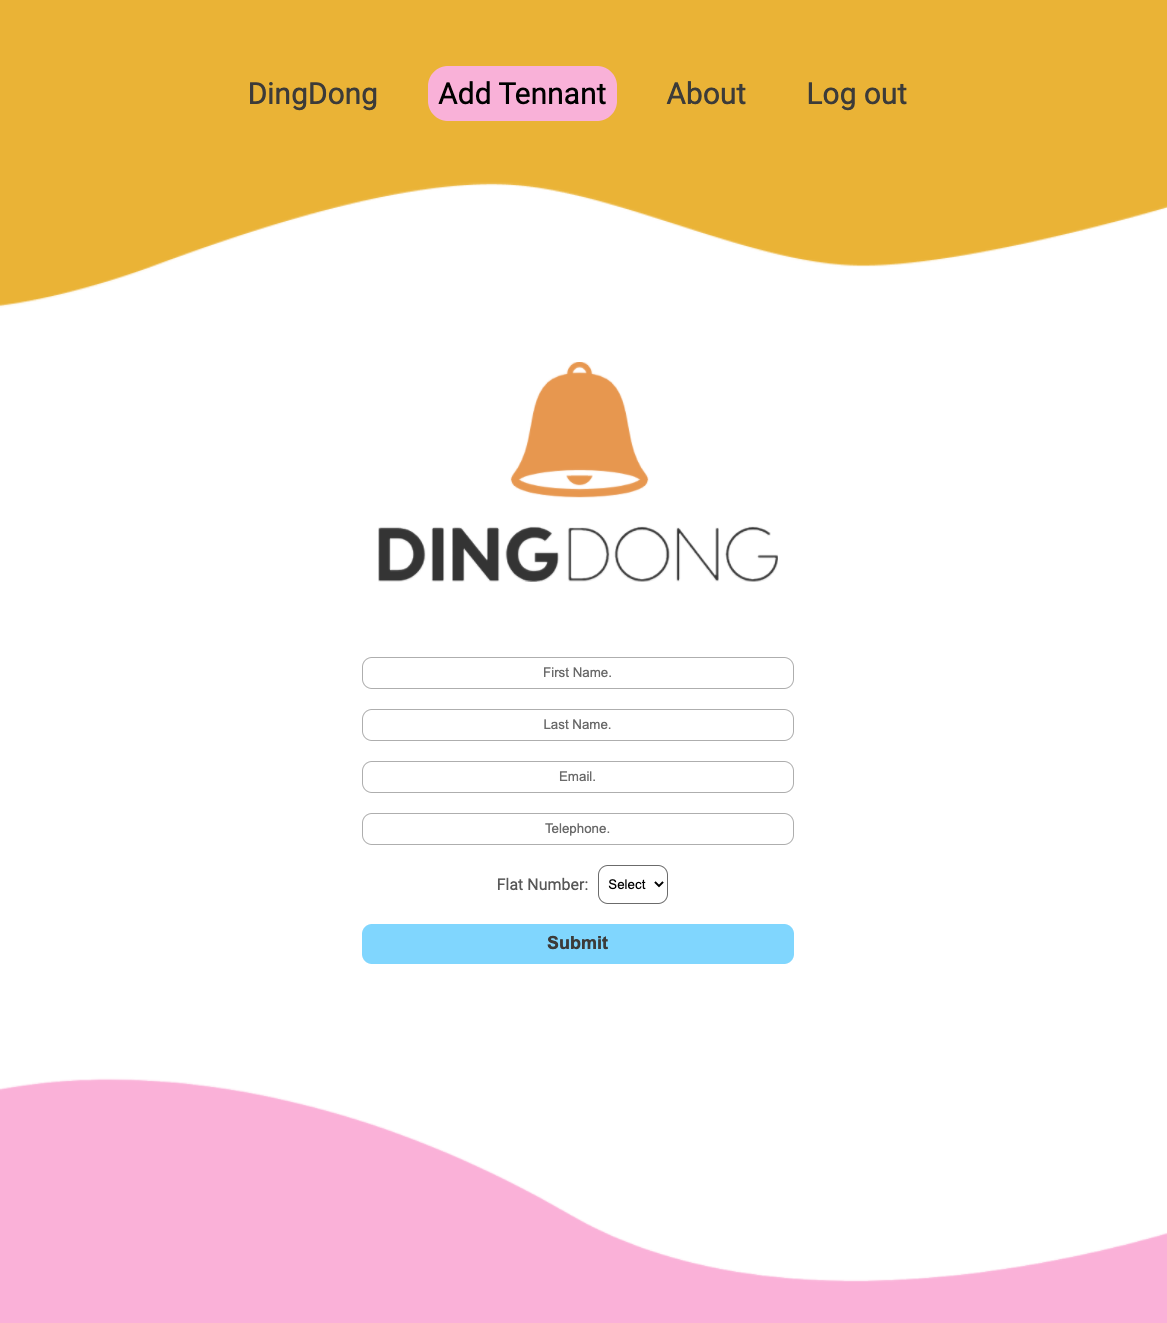 DingDong Add Tennant About Log out
DINGDONG
First Name.
Last Name.
Email.
Telephone.
Flat Number: Select
Submit